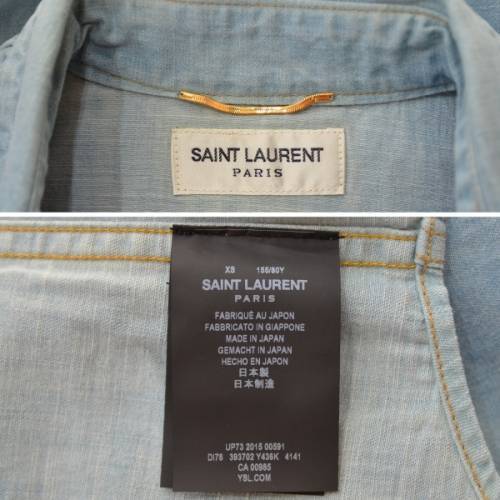 SAINT LAURENT
PARIS
XS 155/80Y
SAINT LAURENT
PARIS
FABRIQUÉ AU JAPON
FABBRICATO IN GIAPPONE
MADE IN JAPAN
GEMACHT IN JAPAN
HECHO EN JAPON
日本製
日本制造
UP73 2015 00591
DI76 393702 Y436K 4141
CA 00985
YSL.COM